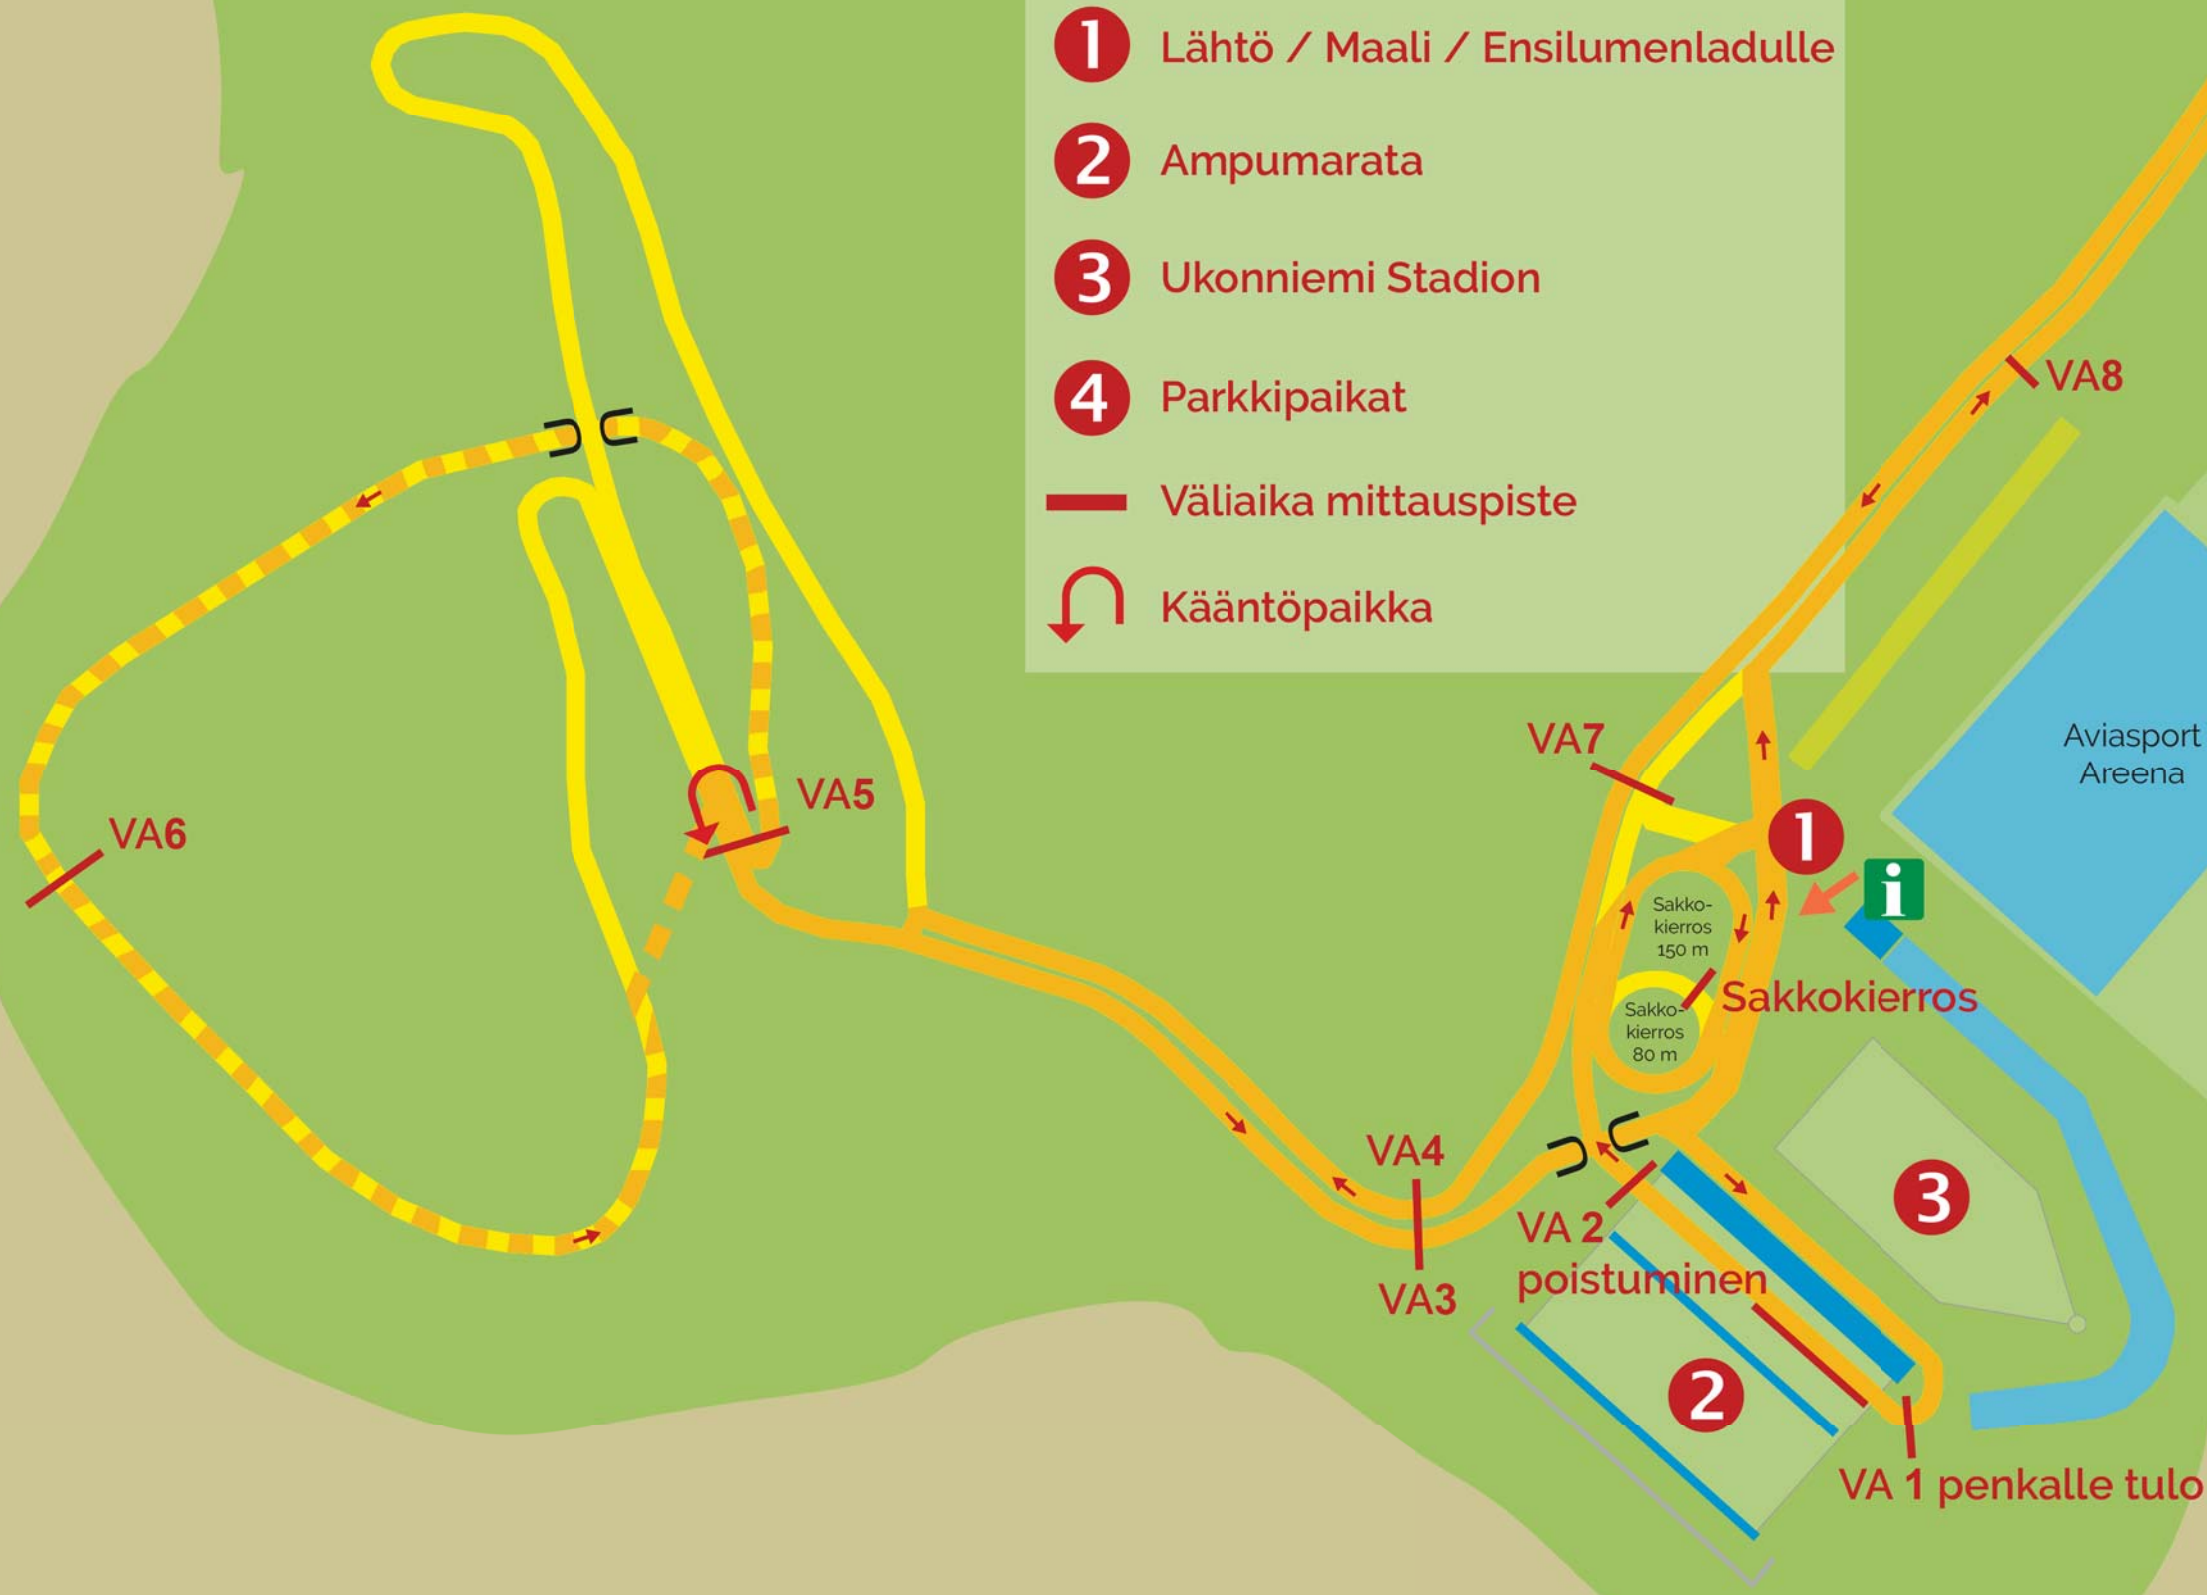 1 Lähtö / Maali / Ensilumenladulle
2 Ampumarata
3 Ukonniemi Stadion
4 Parkkipaikat
Väliaika mittauspiste
Kääntöpaikka
VA8
VA7
Aviasport
Areena
VA5
VA6
1
i
Sakko-
kierros
150 m
Sakkokierros
Sakko-
kierros
80 m
VA4
3
VA 2
poistuminen
VA3
2
VA 1 penkalle tulo